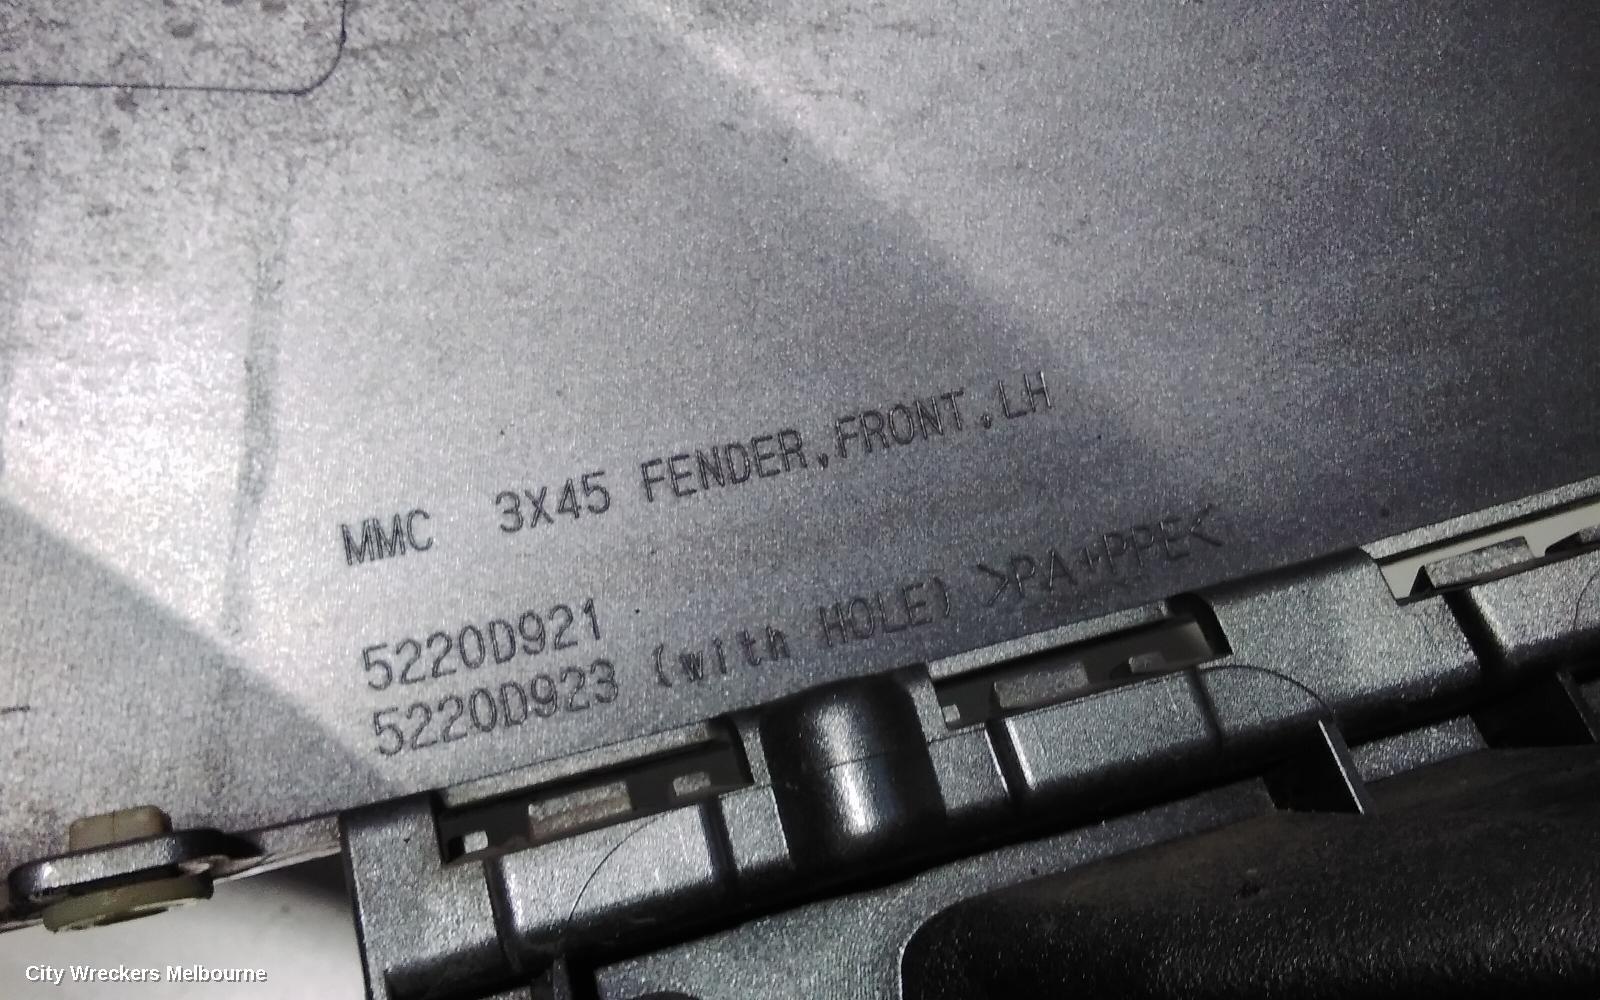 MMC 3X45 FENDER,FRONT,LH
5220D921
5220D923 (with HOLE) >PA+PPE<
City Wreckers Melbourne